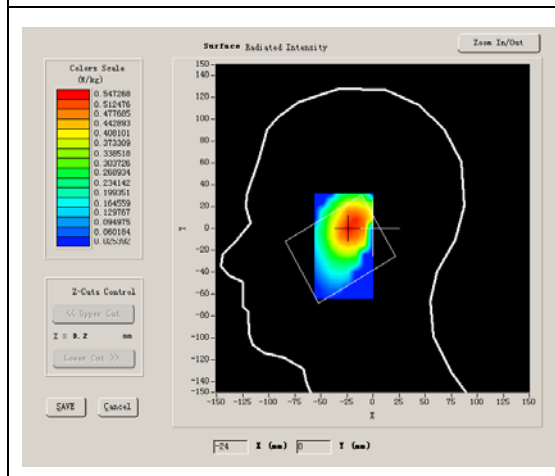 Surface Radiated Intensity
Zoom In/Out
Colors Scale
(W/kg)
0.547268
0.512476
0.477685
0.442893
0.408101
0.373309
0.338518
0.303726
0.268934
0.234142
0.199351
0.164559
0.129767
0.094975
0.060184
0.025392
150
140
120
100
80
60
40
20
0
-20
-40
-60
-80
-100
-120
-140
-150
Y
-150 -125 -100 -75 -50 -25 0 25 50 75 100 125 150
X
Z-Cuts Control
<< Upper Cut
Z = 0.2 mm
Lower Cut >>
SAVE Cancel
-24 X (mm) 0 Y (mm)